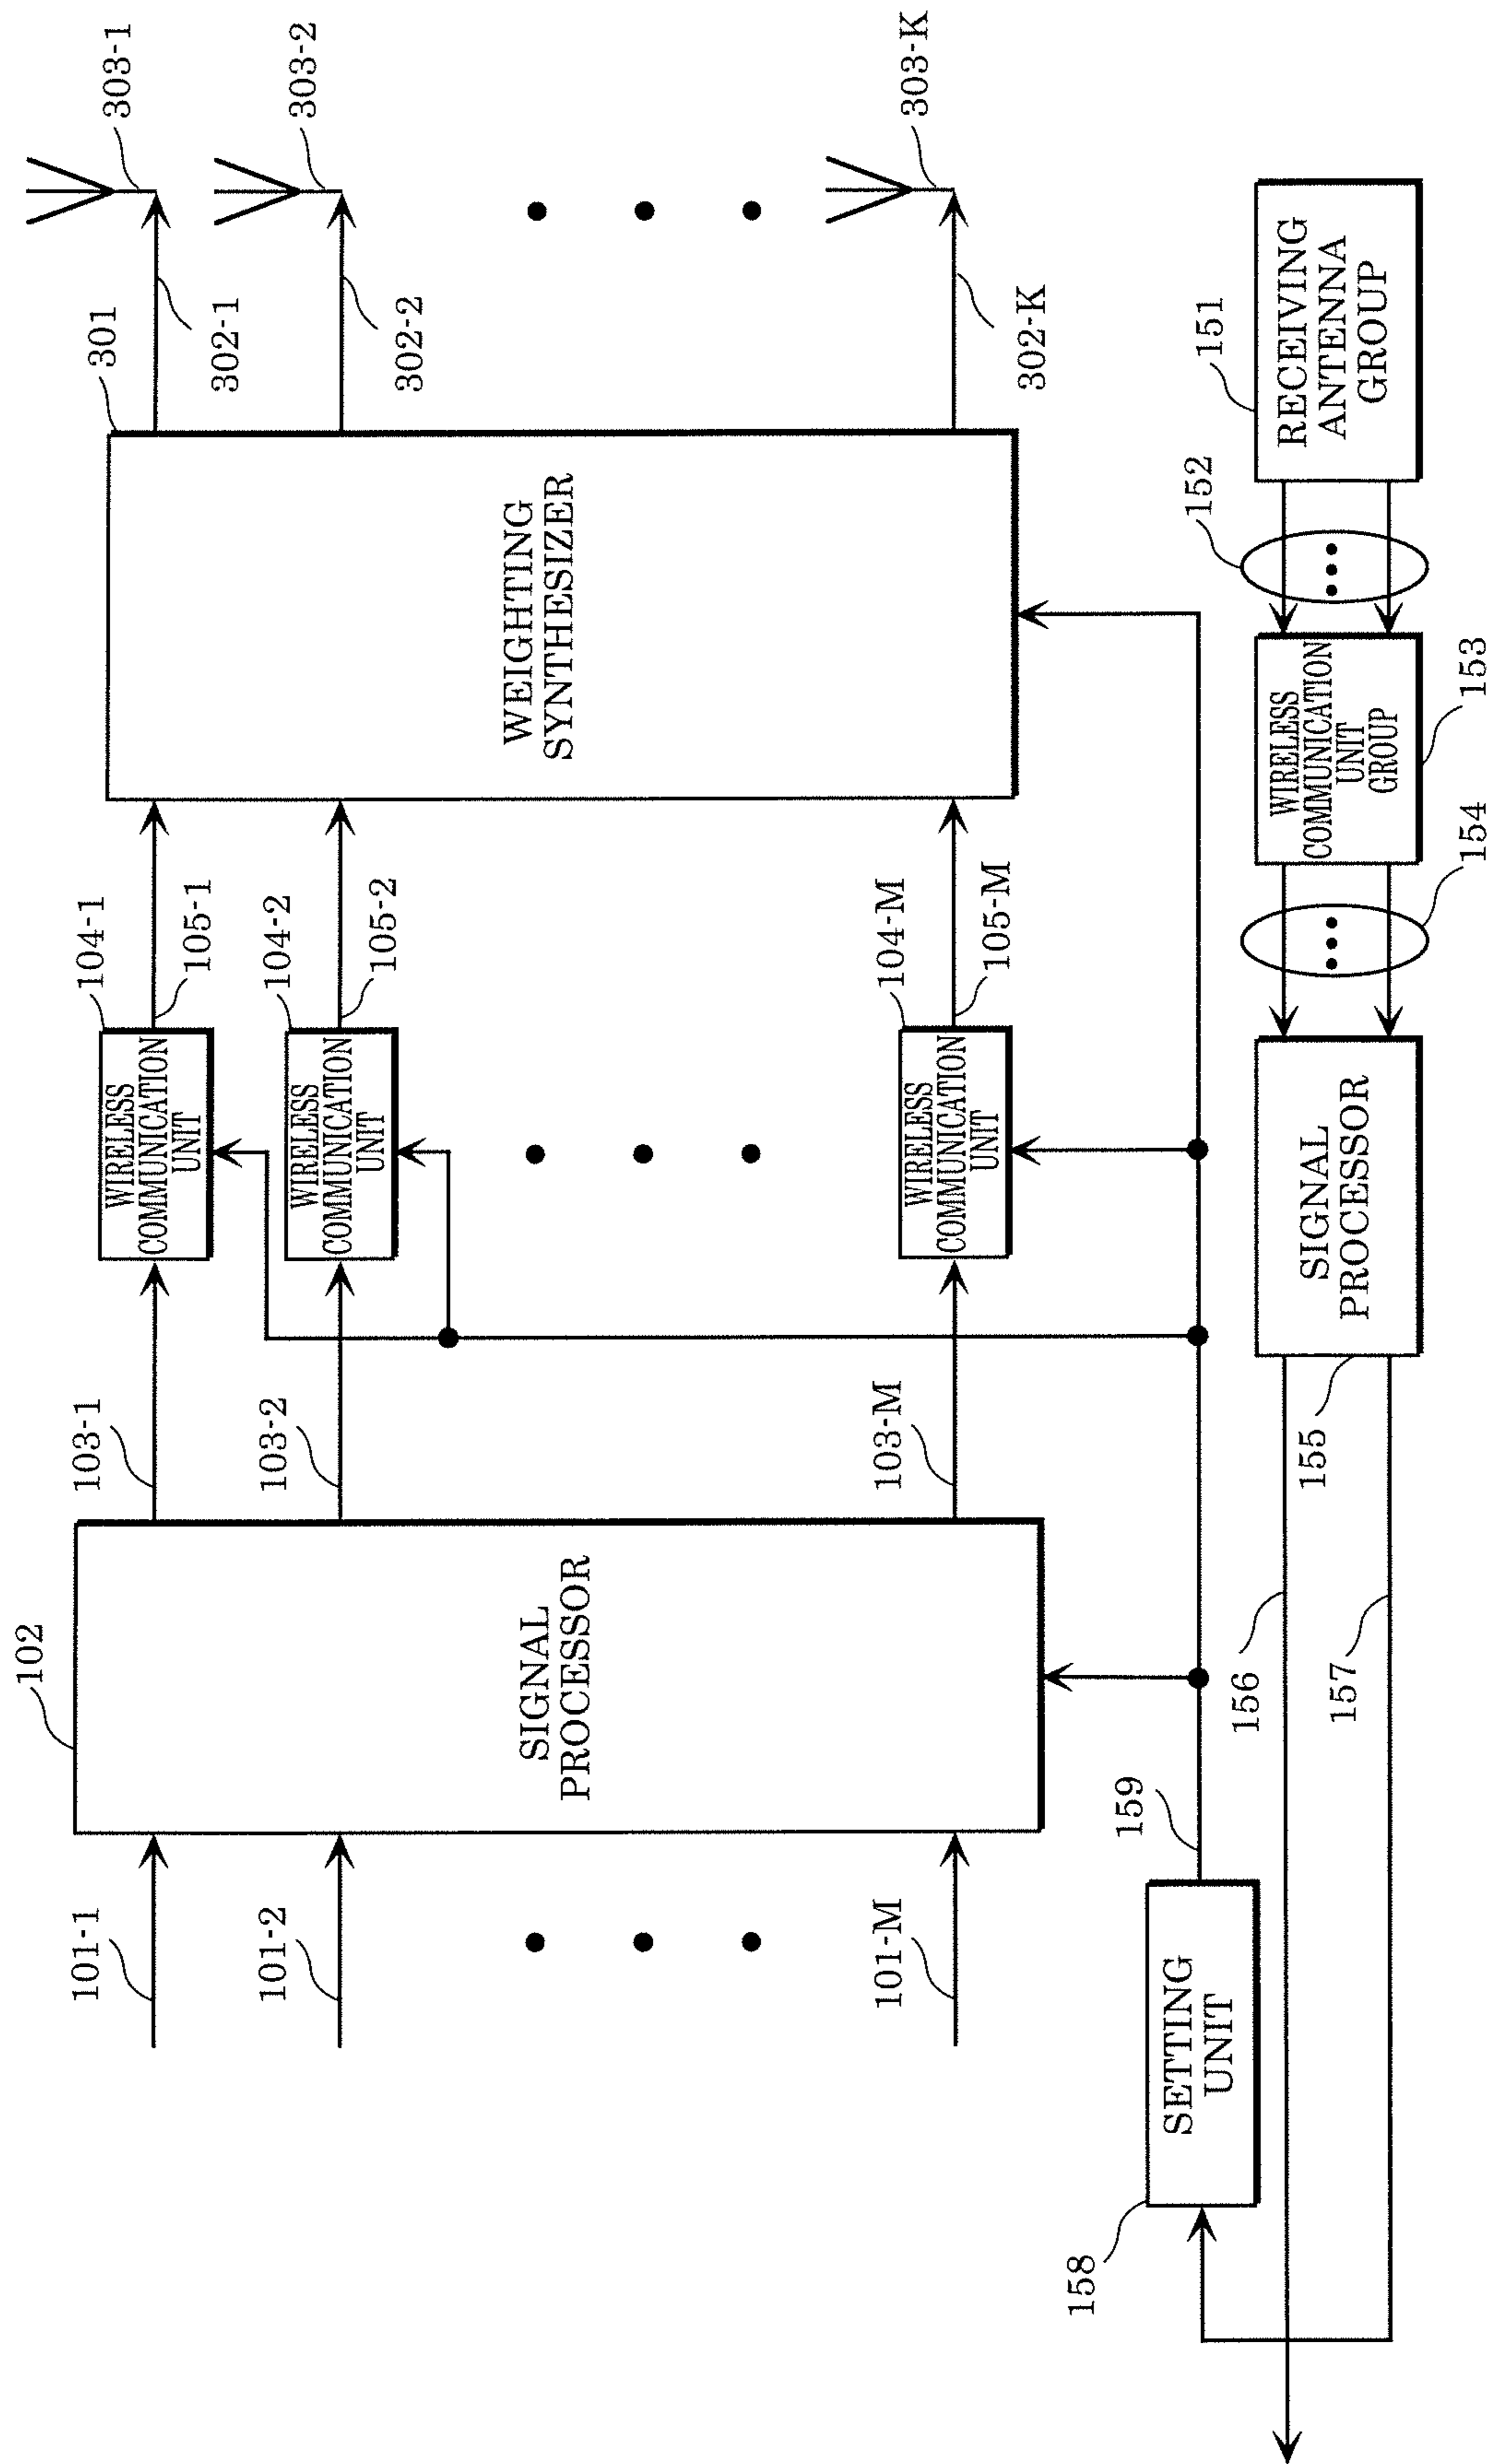 101-1
101-2
101-M
102
SIGNAL
PROCESSOR
103-1
103-2
103-M
104-1
WIRELESS
COMMUNICATION
UNIT
105-1
104-2
WIRELESS
COMMUNICATION
UNIT
105-2
104-M
WIRELESS
COMMUNICATION
UNIT
105-M
301
WEIGHTING
SYNTHESIZER
302-1
303-1
302-2
303-2
302-K
303-K
158
SETTING
UNIT
159
156
157
155
SIGNAL
PROCESSOR
154
WIRELESS
COMMUNICATION
UNIT
GROUP
153
152
151
RECEIVING
ANTENNA
GROUP